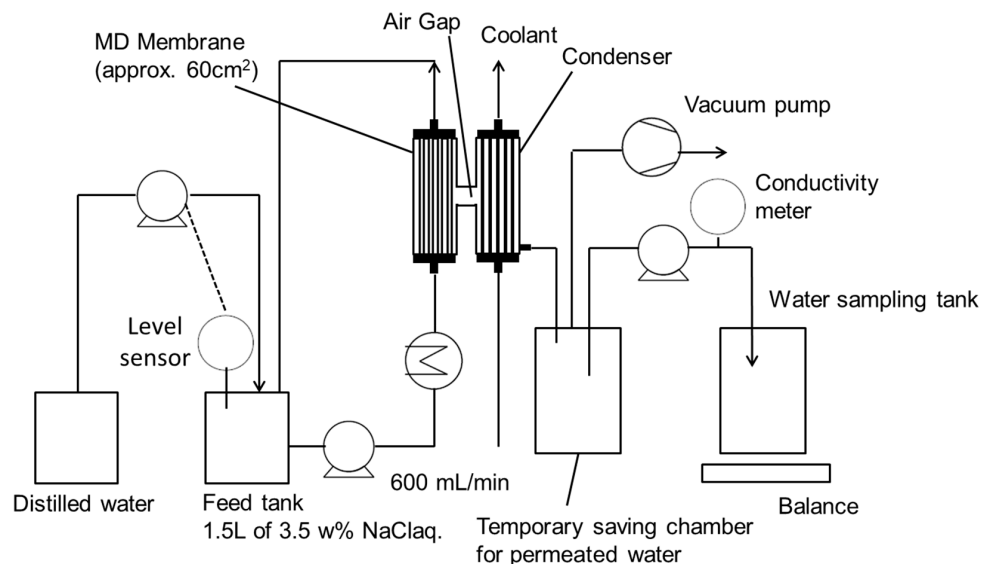 Air Gap
MD Membrane
(approx. 60cm²)
Coolant
Condenser
Vacuum pump
Conductivity
meter
Water sampling tank
Level
sensor
600 mL/min
Distilled water
Feed tank
1.5L of 3.5 w% NaClaq.
Temporary saving chamber
for permeated water
Balance